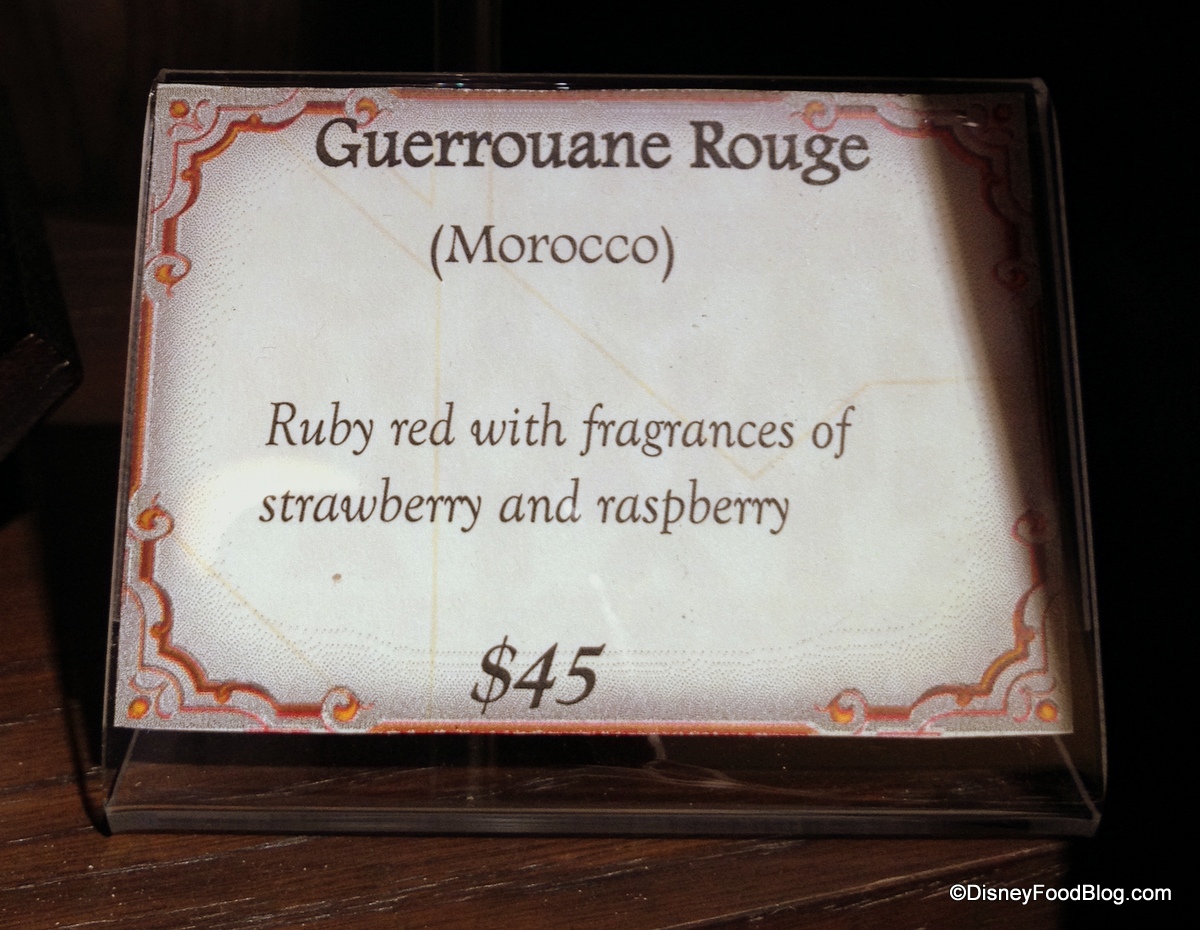 Guerrouane Rouge
(Morocco)
Ruby red with fragrances of
strawberry and raspberry
$45
©DisneyFoodBlog.com